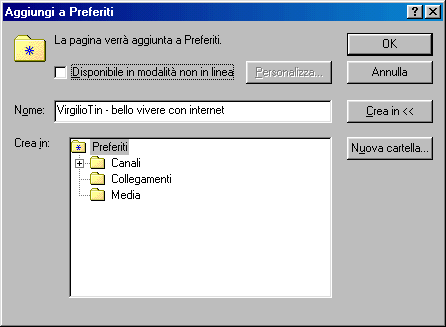 Aggiungi a Preferiti
La pagina verrà aggiunta a Preferiti.
OK
Disponibile in modalità non in linea
Personalizza...
Annulla
Nome:
VirgilioTin - bello vivere con internet
Crea in <<
Crea in:
Preferiti
Nuova cartella...
Canali
Collegamenti
Media